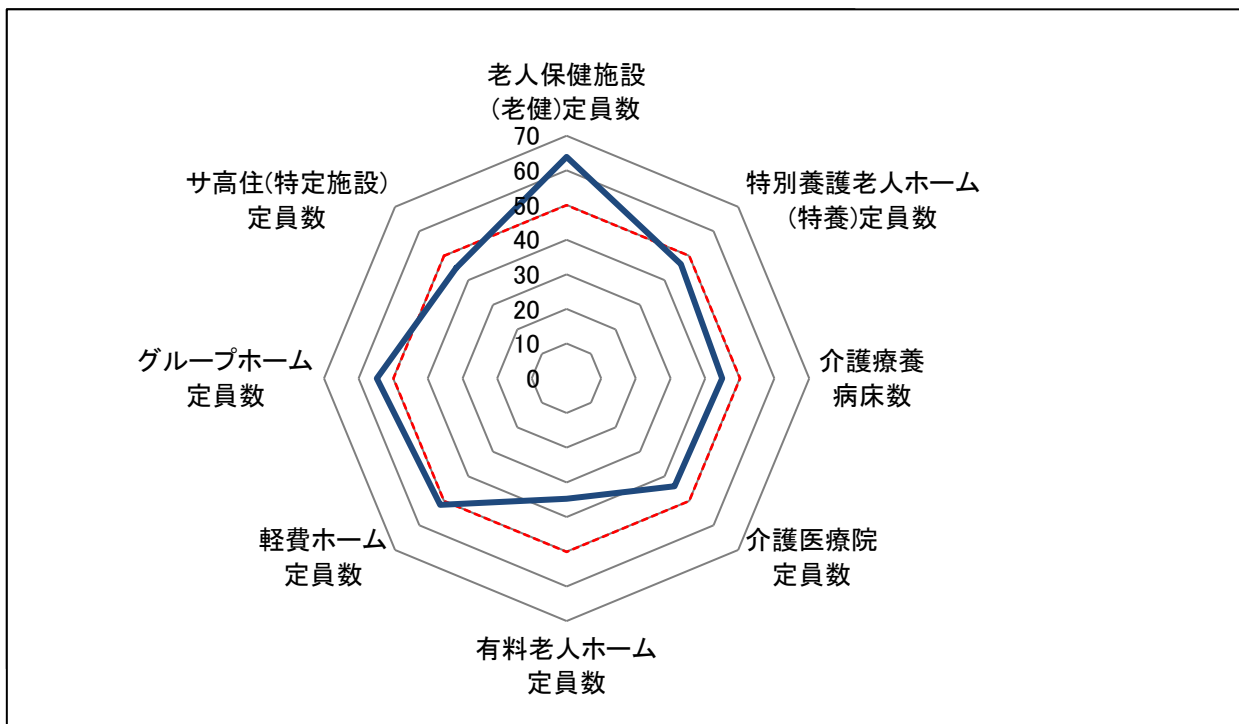 老人保健施設
(老健)定員数
特別養護老人ホーム
(特養)定員数
介護療養
病床数
介護医療院
定員数
有料老人ホーム
定員数
軽費ホーム
定員数
グループホーム
定員数
サ高住(特定施設)
定員数
70
60
50
40
30
20
10
0